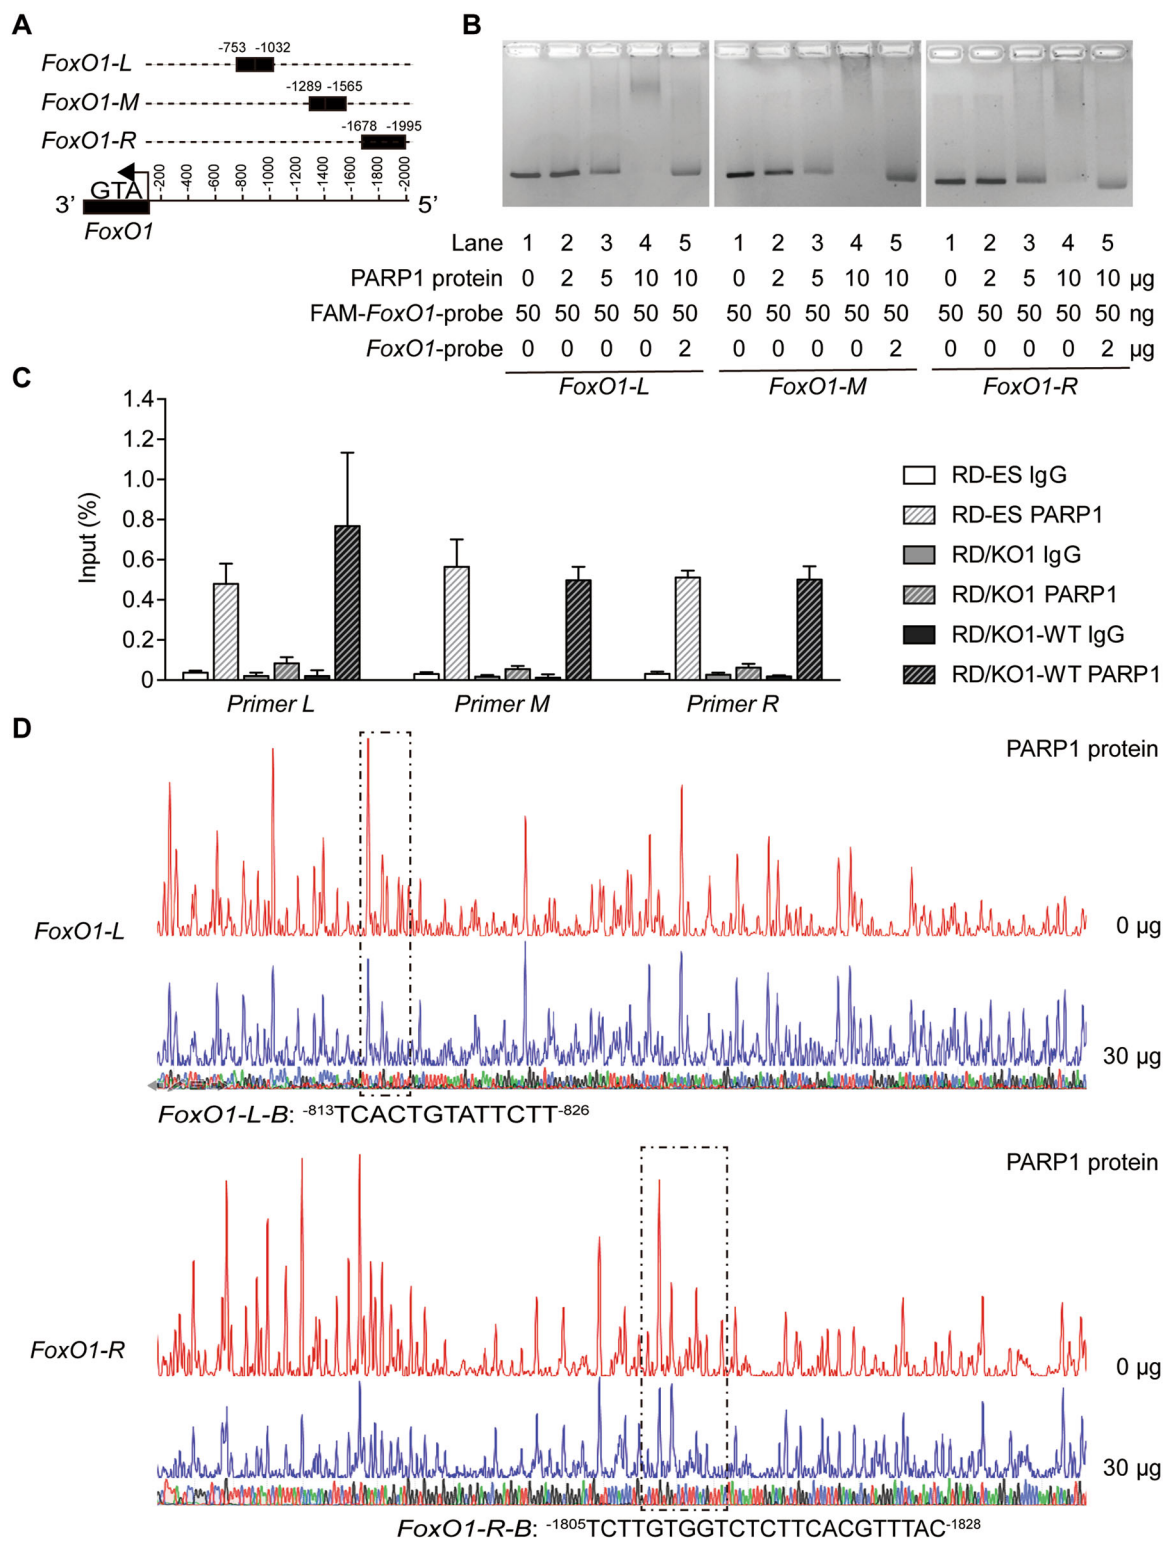 A
-753 -1032
FoxO1-L
-1289 -1565
FoxO1-M
-1678 -1995
FoxO1-R
-200 -400 -600 -800 -1000 -1200 -1400 -1600 -1800 -2000
GTA
3’ 5’
FoxO1
B
Lane 1 2 3 4 5 1 2 3 4 5 1 2 3 4 5
PARP1 protein 0 2 5 10 10 0 2 5 10 10 0 2 5 10 10 µg
FAM-FoxO1-probe 50 50 50 50 50 50 50 50 50 50 50 50 50 50 50 ng
FoxO1-probe 0 0 0 0 2 0 0 0 0 2 0 0 0 0 2 µg
FoxO1-L FoxO1-M FoxO1-R
C
Input (%)
1.4
1.2
1.0
0.8
0.6
0.4
0.2
0
Primer L Primer M Primer R
RD-ES IgG
RD-ES PARP1
RD/KO1 IgG
RD/KO1 PARP1
RD/KO1-WT IgG
RD/KO1-WT PARP1
D
PARP1 protein
FoxO1-L
0 µg
30 µg
FoxO1-L-B: -813TCACTGTATTCTT-826
PARP1 protein
FoxO1-R
0 µg
30 µg
FoxO1-R-B: -1805TCTTGTGGTCTCTTCACGTTTAC-1828